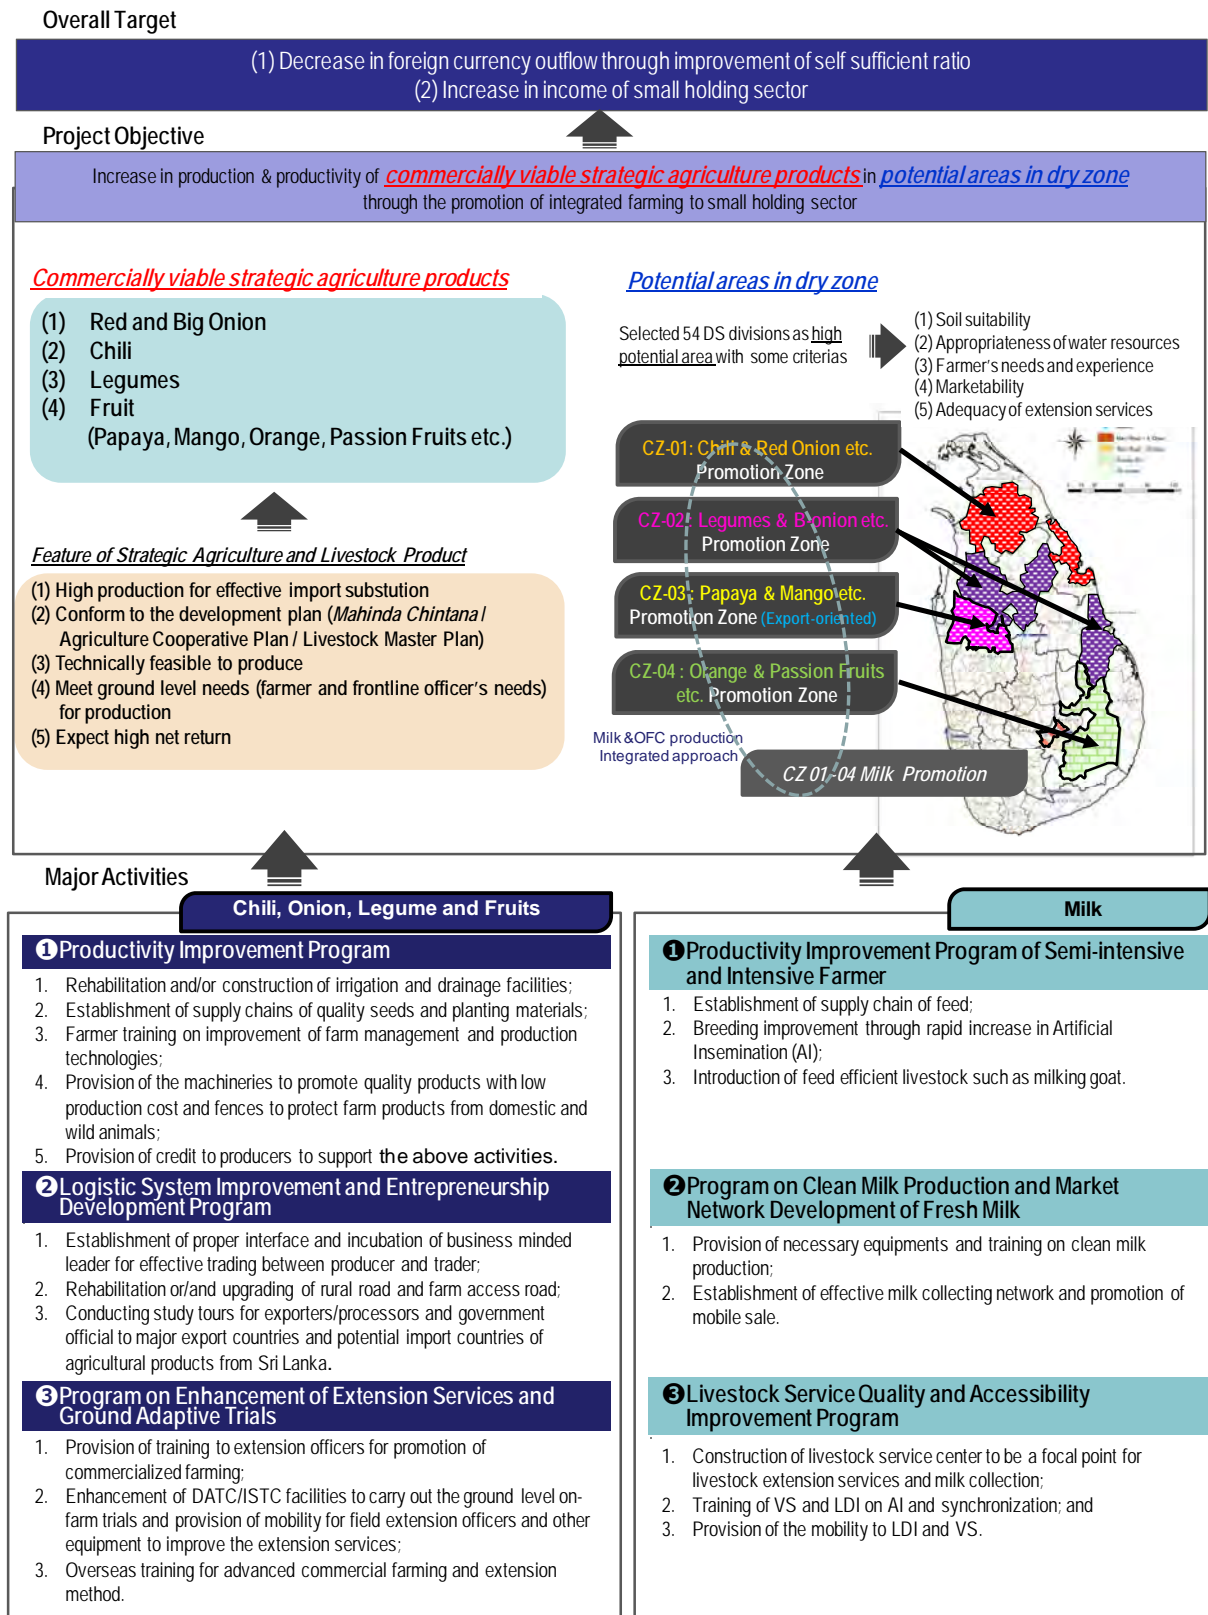 Overall Target
(1) Decrease in foreign currency outflow through improvement of self sufficient ratio
(2) Increase in income of small holding sector
Project Objective
Increase in production & productivity of commercially viable strategic agriculture products in potential areas in dry zone
through the promotion of integrated farming to small holding sector
Commercially viable strategic agriculture products
(1) Red and Big Onion
(2) Chili
(3) Legumes
(4) Fruit
(Papaya, Mango, Orange, Passion Fruits etc.)
Feature of Strategic Agriculture and Livestock Product
(1) High production for effective import substution
(2) Conform to the development plan (Mahinda Chintana /
Agriculture Cooperative Plan / Livestock Master Plan)
(3) Technically feasible to produce
(4) Meet ground level needs (farmer and frontline officer's needs)
for production
(5) Expect high net return
Potential areas in dry zone
Selected 54 DS divisions as high
potential area with some criterias
(1) Soil suitability
(2) Appropriateness of water resources
(3) Farmer's needs and experience
(4) Marketability
(5) Adequacy of extension services
CZ-01: Chili & Red Onion etc.
Promotion Zone
CZ-02: Legumes & B-onion etc.
Promotion Zone
CZ-03: Papaya & Mango etc.
Promotion Zone (Export-oriented)
CZ-04 : Orange & Passion Fruits
etc. Promotion Zone
Milk &OFC production
Integrated approach
CZ 01-04 Milk Promotion
Major Activities
Chili, Onion, Legume and Fruits
❶Productivity Improvement Program
1. Rehabilitation and/or construction of irrigation and drainage facilities;
2. Establishment of supply chains of quality seeds and planting materials;
3. Farmer training on improvement of farm management and production
technologies;
4. Provision of the machineries to promote quality products with low
production cost and fences to protect farm products from domestic and
wild animals;
5. Provision of credit to producers to support the above activities.
❷Logistic System Improvement and Entrepreneurship
Development Program
1. Establishment of proper interface and incubation of business minded
leader for effective trading between producer and trader;
2. Rehabilitation or/and upgrading of rural road and farm access road;
3. Conducting study tours for exporters/processors and government
official to major export countries and potential import countries of
agricultural products from Sri Lanka.
❸Program on Enhancement of Extension Services and
Ground Adaptive Trials
1. Provision of training to extension officers for promotion of
commercialized farming;
2. Enhancement of DATC/ISTC facilities to carry out the ground level on-
farm trials and provision of mobility for field extension officers and other
equipment to improve the extension services;
3. Overseas training for advanced commercial farming and extension
method.
Milk
❶Productivity Improvement Program of Semi-intensive
and Intensive Farmer
1. Establishment of supply chain of feed;
2. Breeding improvement through rapid increase in Artificial
Insemination (AI);
3. Introduction of feed efficient livestock such as milking goat.
❷Program on Clean Milk Production and Market
Network Development of Fresh Milk
1. Provision of necessary equipments and training on clean milk
production;
2. Establishment of effective milk collecting network and promotion of
mobile sale.
❸Livestock Service Quality and Accessibility
Improvement Program
1. Construction of livestock service center to be a focal point for
livestock extension services and milk collection;
2. Training of VS and LDI on AI and synchronization; and
3. Provision of the mobility to LDI and VS.